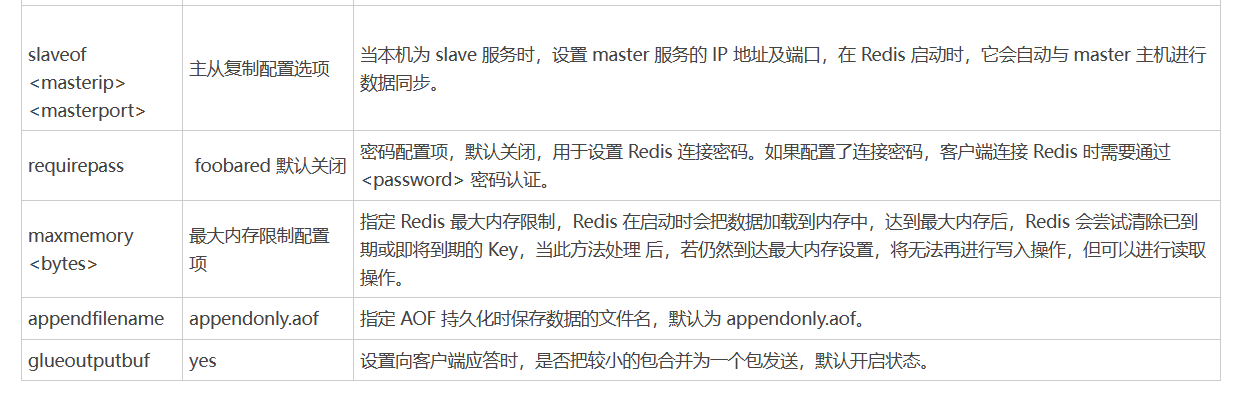 slaveof
<masterip>
<masterport>
主从复制配置选项
当本机为 slave 服务时，设置 master 服务的 IP 地址及端口，在 Redis 启动时，它会自动与 master 主机进行
数据同步。
requirepass
foobared 默认关闭
密码配置项，默认关闭，用于设置 Redis 连接密码。如果配置了连接密码，客户端连接 Redis 时需要通过
<password> 密码认证。
maxmemory
<bytes>
最大内存限制配置
项
指定 Redis 最大内存限制，Redis 在启动时会把数据加载到内存中，达到最大内存后，Redis 会尝试清除已到
期或即将到期的 Key，当此方法处理 后，若仍然到达最大内存设置，将无法再进行写入操作，但可以进行读取
操作。
appendfilename
appendonly.aof
指定 AOF 持久化时保存数据的文件名，默认为 appendonly.aof。
glueoutputbuf
yes
设置向客户端应答时，是否把较小的包合并为一个包发送，默认开启状态。